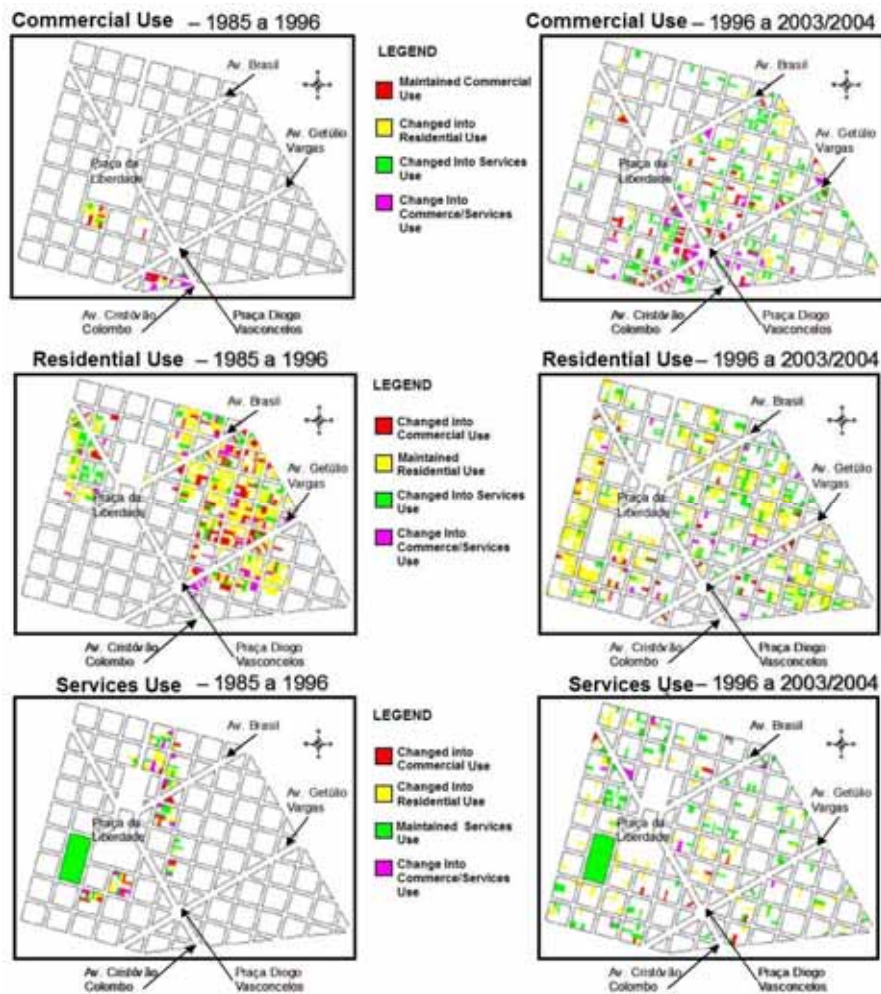 Commercial Use – 1985 a 1996
Commercial Use – 1996 a 2003/2004
Av. Brasil
Av. Getúlio
Vargas
Praça da
Liberdade
Av. Cristóvão
Colombo
Praça Diogo
Vasconcelos
LEGEND
Maintained Commercial
Use
Changed into
Residential Use
Changed Into Services
Use
Change Into
Commerce/Services
Use
Av. Brasil
Av. Getúlio
Vargas
Praça da
Liberdade
Av. Cristóvão
Colombo
Praça Diogo
Vasconcelos
Residential Use – 1985 a 1996
Residential Use – 1996 a 2003/2004
Av. Brasil
Av. Getúlio
Vargas
Praça da
Liberdade
Av. Cristóvão
Colombo
Praça Diogo
Vasconcelos
LEGEND
Changed into
Commercial Use
Maintained
Residential Use
Changed Into Services
Use
Change Into
Commerce/Services
Use
Av. Brasil
Av. Getúlio
Vargas
Praça da
Liberdade
Av. Cristóvão
Colombo
Praça Diogo
Vasconcelos
Services Use – 1985 a 1996
Services Use – 1996 a 2003/2004
Av. Brasil
Av. Getúlio
Vargas
Praça da
Liberdade
Av. Cristóvão
Colombo
Praça Diogo
Vasconcelos
LEGEND
Changed into
Commercial Use
Changed into
Residential Use
Maintained Services
Use
Change Into
Commerce/Services
Use
Av. Brasil
Av. Getúlio
Vargas
Praça da
Liberdade
Av. Cristóvão
Colombo
Praça Diogo
Vasconcelos